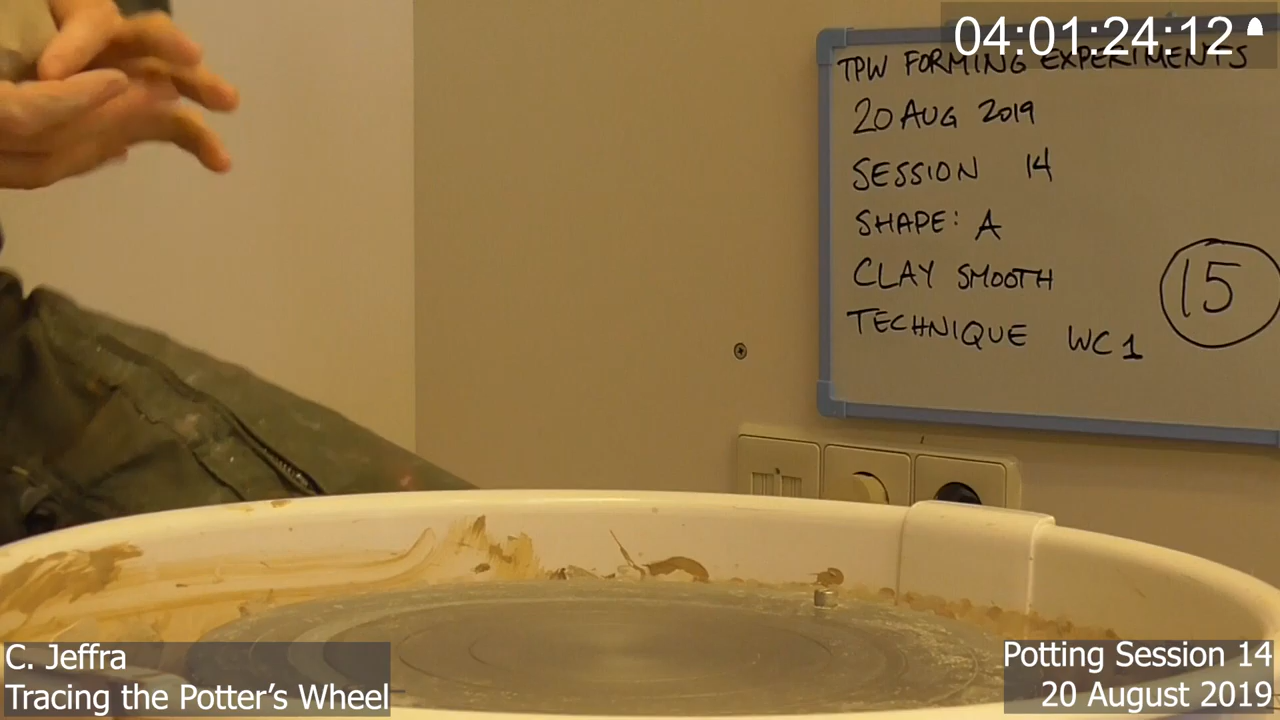 04:01:24:12
TPW FORMING EXPERIMENTS
20 AUG 2019
SESSION 14
SHAPE: A
CLAY SMOOTH
15
TECHNIQUE WC1
C. Jeffra
Tracing the Potter's Wheel
Potting Session 14
20 August 2019